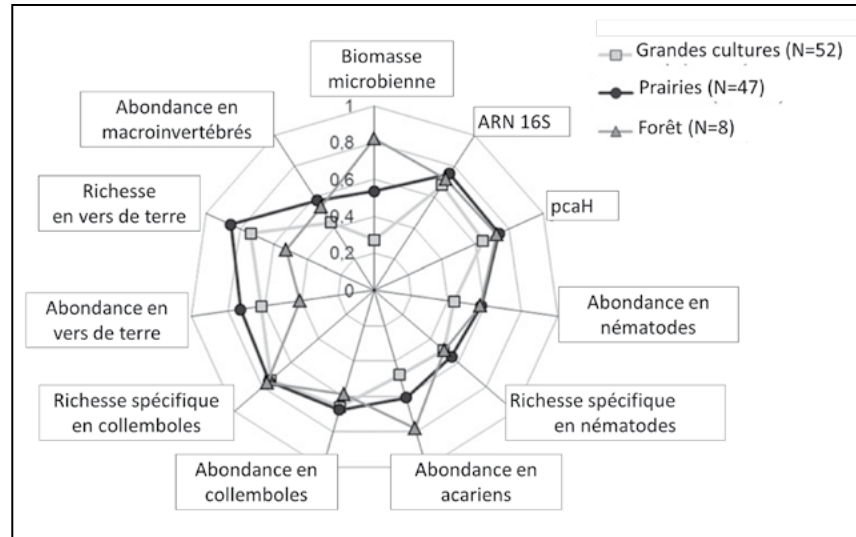 Grandes cultures (N=52)
Prairies (N=47)
Forêt (N=8)
Biomasse
microbienne
ARN 16S
pcaH
Abondance en
nématodes
Richesse spécifique
en nématodes
Abondance en
acariens
Abondance en
collemboles
Richesse spécifique
en collemboles
Abondance en
vers de terre
Richesse
en vers de terre
Abondance en
macroinvertébrés
1
0,8
0,6
0,4
0,2
0